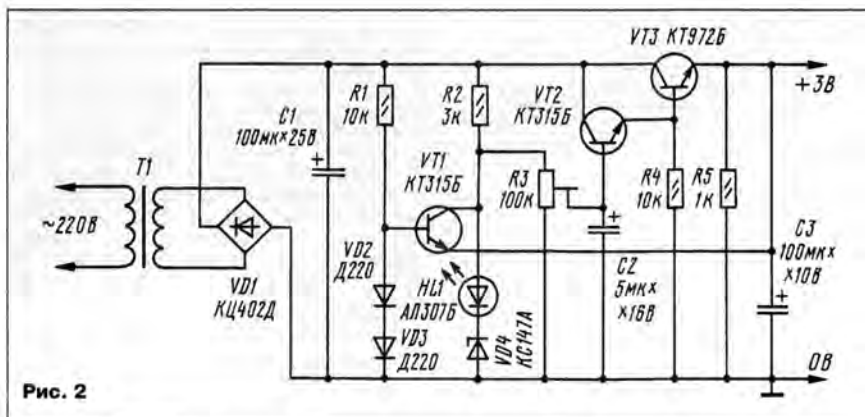 VT3 КТ972Б
+3В
C1
100мк×25В
R1
10к
R2
3к
VT2
КТ315Б
VT1
КТ315Б
R3
100к
R4
10к
R5
1к
T1
~220В
VD1
КЦ402Д
VD2
Д220
HL1
АЛ307Б
VD3
Д220
VD4
КС147А
C2
5мк×
×16В
C3
100мк×
×10В
0В
Рис. 2